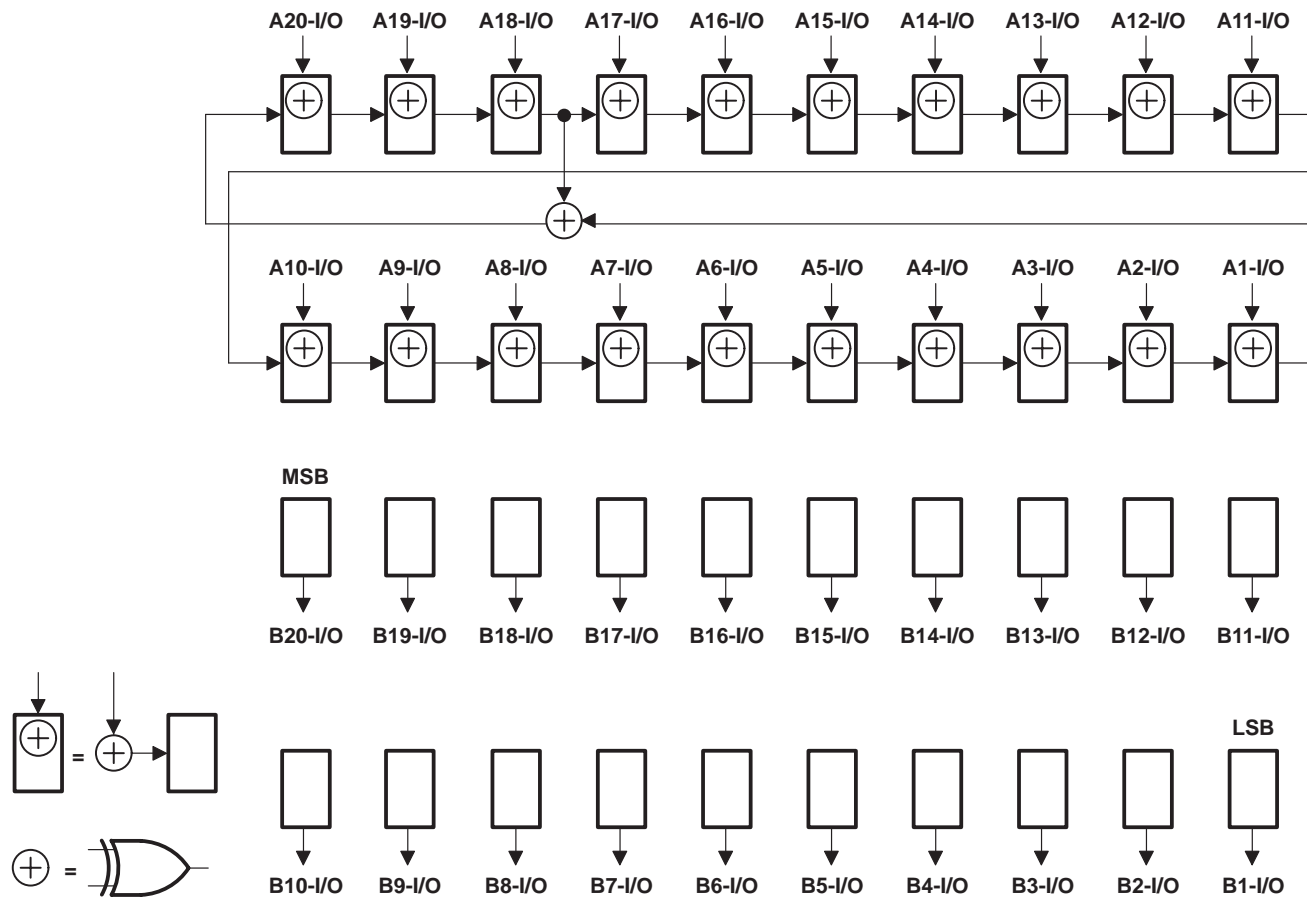 A20-I/O A19-I/O A18-I/O A17-I/O A16-I/O A15-I/O A14-I/O A13-I/O A12-I/O A11-I/O
A10-I/O A9-I/O A8-I/O A7-I/O A6-I/O A5-I/O A4-I/O A3-I/O A2-I/O A1-I/O
MSB
B20-I/O B19-I/O B18-I/O B17-I/O B16-I/O B15-I/O B14-I/O B13-I/O B12-I/O B11-I/O
LSB
=
=
B10-I/O B9-I/O B8-I/O B7-I/O B6-I/O B5-I/O B4-I/O B3-I/O B2-I/O B1-I/O